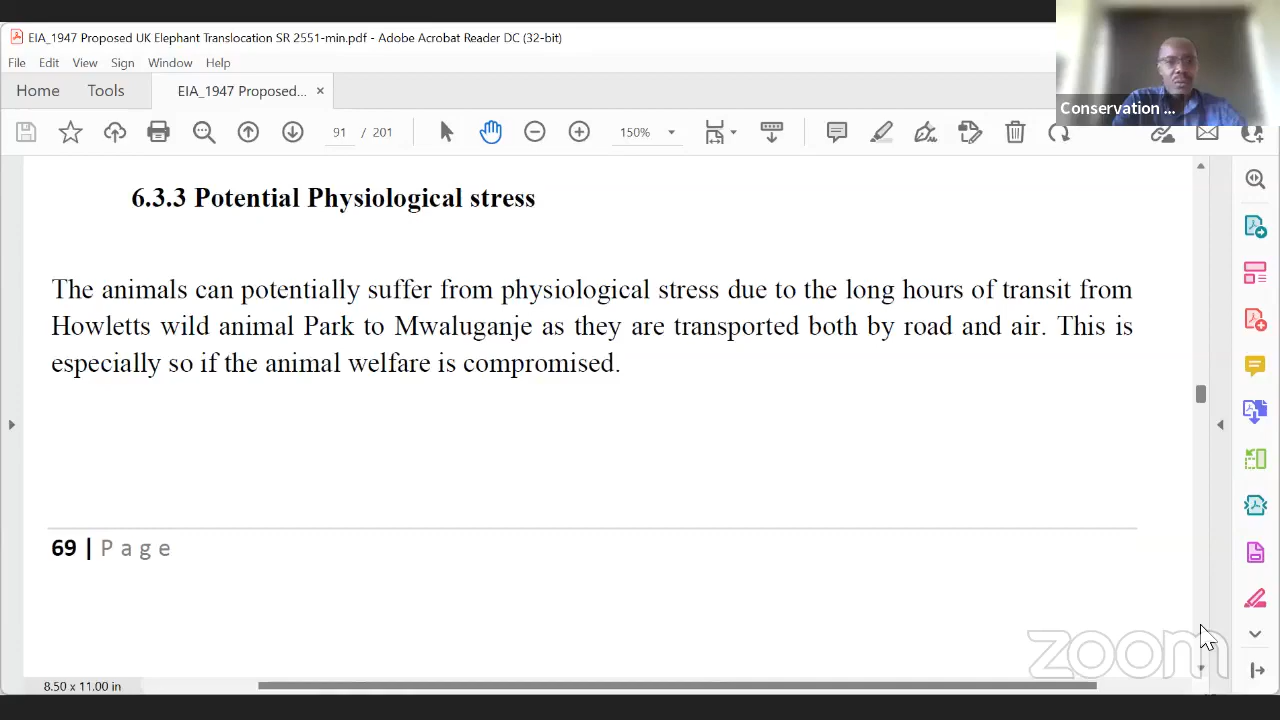 EIA_1947 Proposed UK Elephant Translocation SR 2551-min.pdf - Adobe Acrobat Reader DC (32-bit)
File Edit View Sign Window Help
Home Tools EIA_1947 Proposed... ×
91 / 201 150%
Conservation ...
6.3.3 Potential Physiological stress
The animals can potentially suffer from physiological stress due to the long hours of transit from
Howletts wild animal Park to Mwaluganje as they are transported both by road and air. This is
especially so if the animal welfare is compromised.
69 | Page
zoom
8.50 x 11.00 in